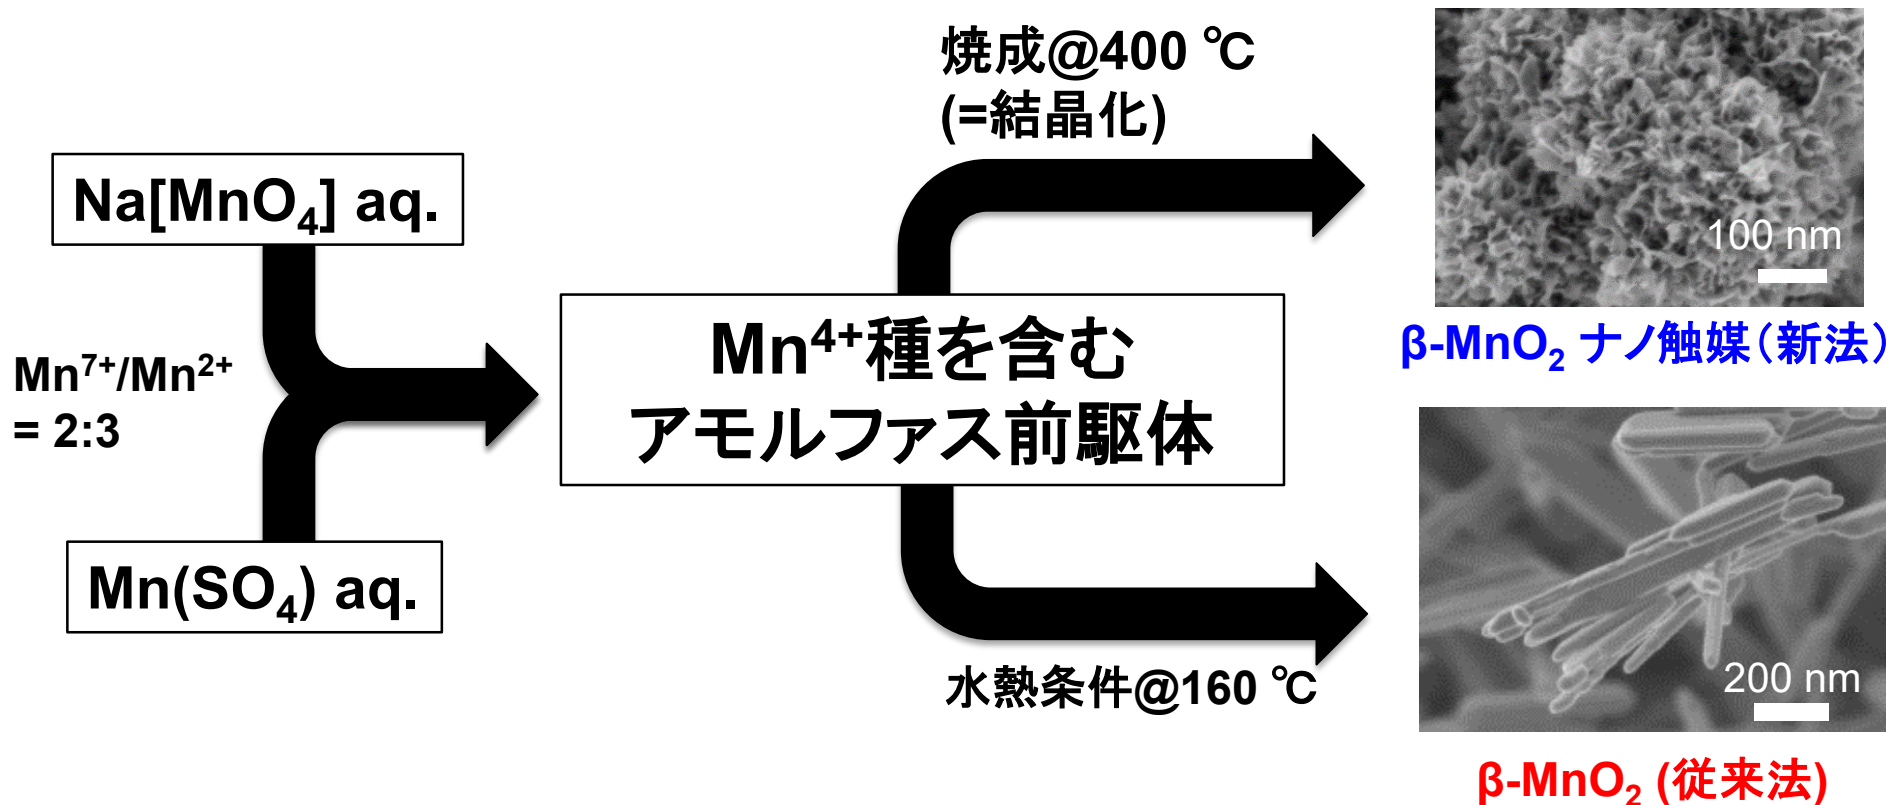 Na[MnO₄] aq.
Mn⁷⁺/Mn²⁺
= 2:3
Mn(SO₄) aq.
Mn⁴⁺種を含む
アモルファス前駆体
焼成@400 ℃
(=結晶化)
100 nm
β-MnO₂ ナノ触媒（新法）
水熱条件@160 ℃
200 nm
β-MnO₂ (従来法)